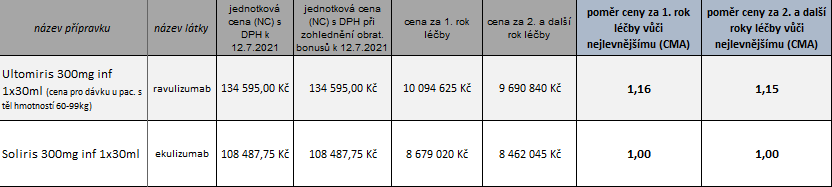 název přípravku
název látky
jednotková cena (NC) s DPH k 12.7.2021
jednotková cena (NC) s DPH při zohlednění obrat. bonusů k 12.7.2021
cena za 1. rok léčby
cena za 2. a další rok léčby
poměr ceny za 1. rok léčby vůči nejlevnějšímu (CMA)
poměr ceny za 2. a další roky léčby vůči nejlevnějšímu (CMA)
Ultomiris 300mg inf 1x30ml (cena pro dávku u pac. s těl hmotností 60-99kg)
ravulizumab
134 595,00 Kč
134 595,00 Kč
10 094 625 Kč
9 690 840 Kč
1,16
1,15
Soliris 300mg inf 1x30ml
ekulizumab
108 487,75 Kč
108 487,75 Kč
8 679 020 Kč
8 462 045 Kč
1,00
1,00